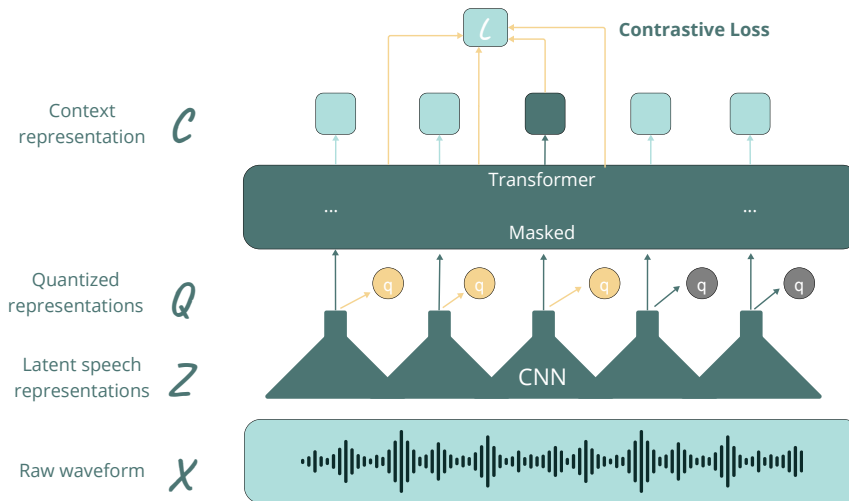 ℒ
Contrastive Loss
Context
representation
C
Transformer
...
...
Masked
Quantized
representations
Q
q
q
q
q
q
Latent speech
representations
Z
CNN
Raw waveform
X